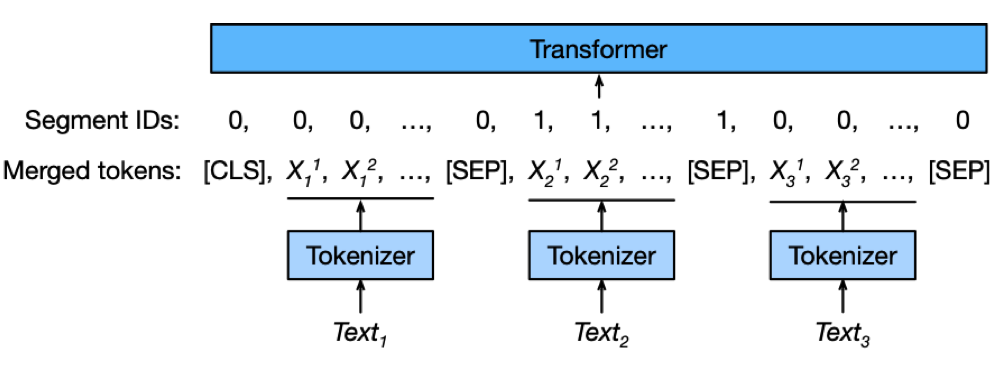 Transformer
Segment IDs: 0, 0, 0, ..., 0, 1, 1, ..., 1, 0, 0, ..., 0
Merged tokens: [CLS], X₁¹, X₁², ..., [SEP], X₂¹, X₂², ..., [SEP], X₃¹, X₃², ..., [SEP]
Tokenizer Tokenizer Tokenizer
Text₁ Text₂ Text₃